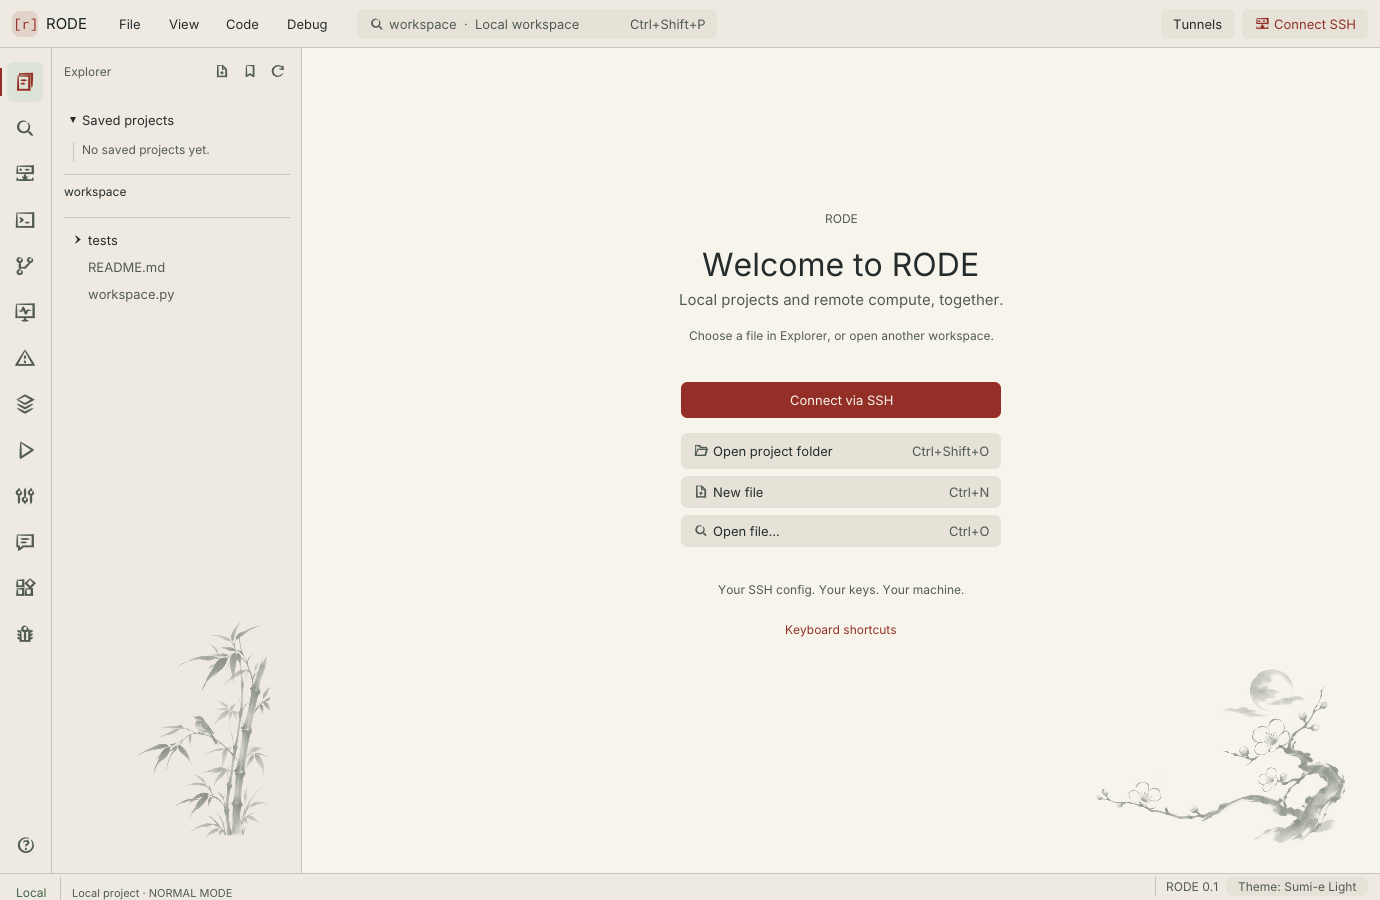 [r] RODE File View Code Debug workspace · Local workspace Ctrl+Shift+P Tunnels Connect SSH
Explorer
▼ Saved projects
No saved projects yet.
workspace
tests
README.md
workspace.py
RODE
Welcome to RODE
Local projects and remote compute, together.
Choose a file in Explorer, or open another workspace.
Connect via SSH
Open project folder Ctrl+Shift+O
New file Ctrl+N
Open file... Ctrl+O
Your SSH config. Your keys. Your machine.
Keyboard shortcuts
Local Local project · NORMAL MODE RODE 0.1 Theme: Sumi-e Light